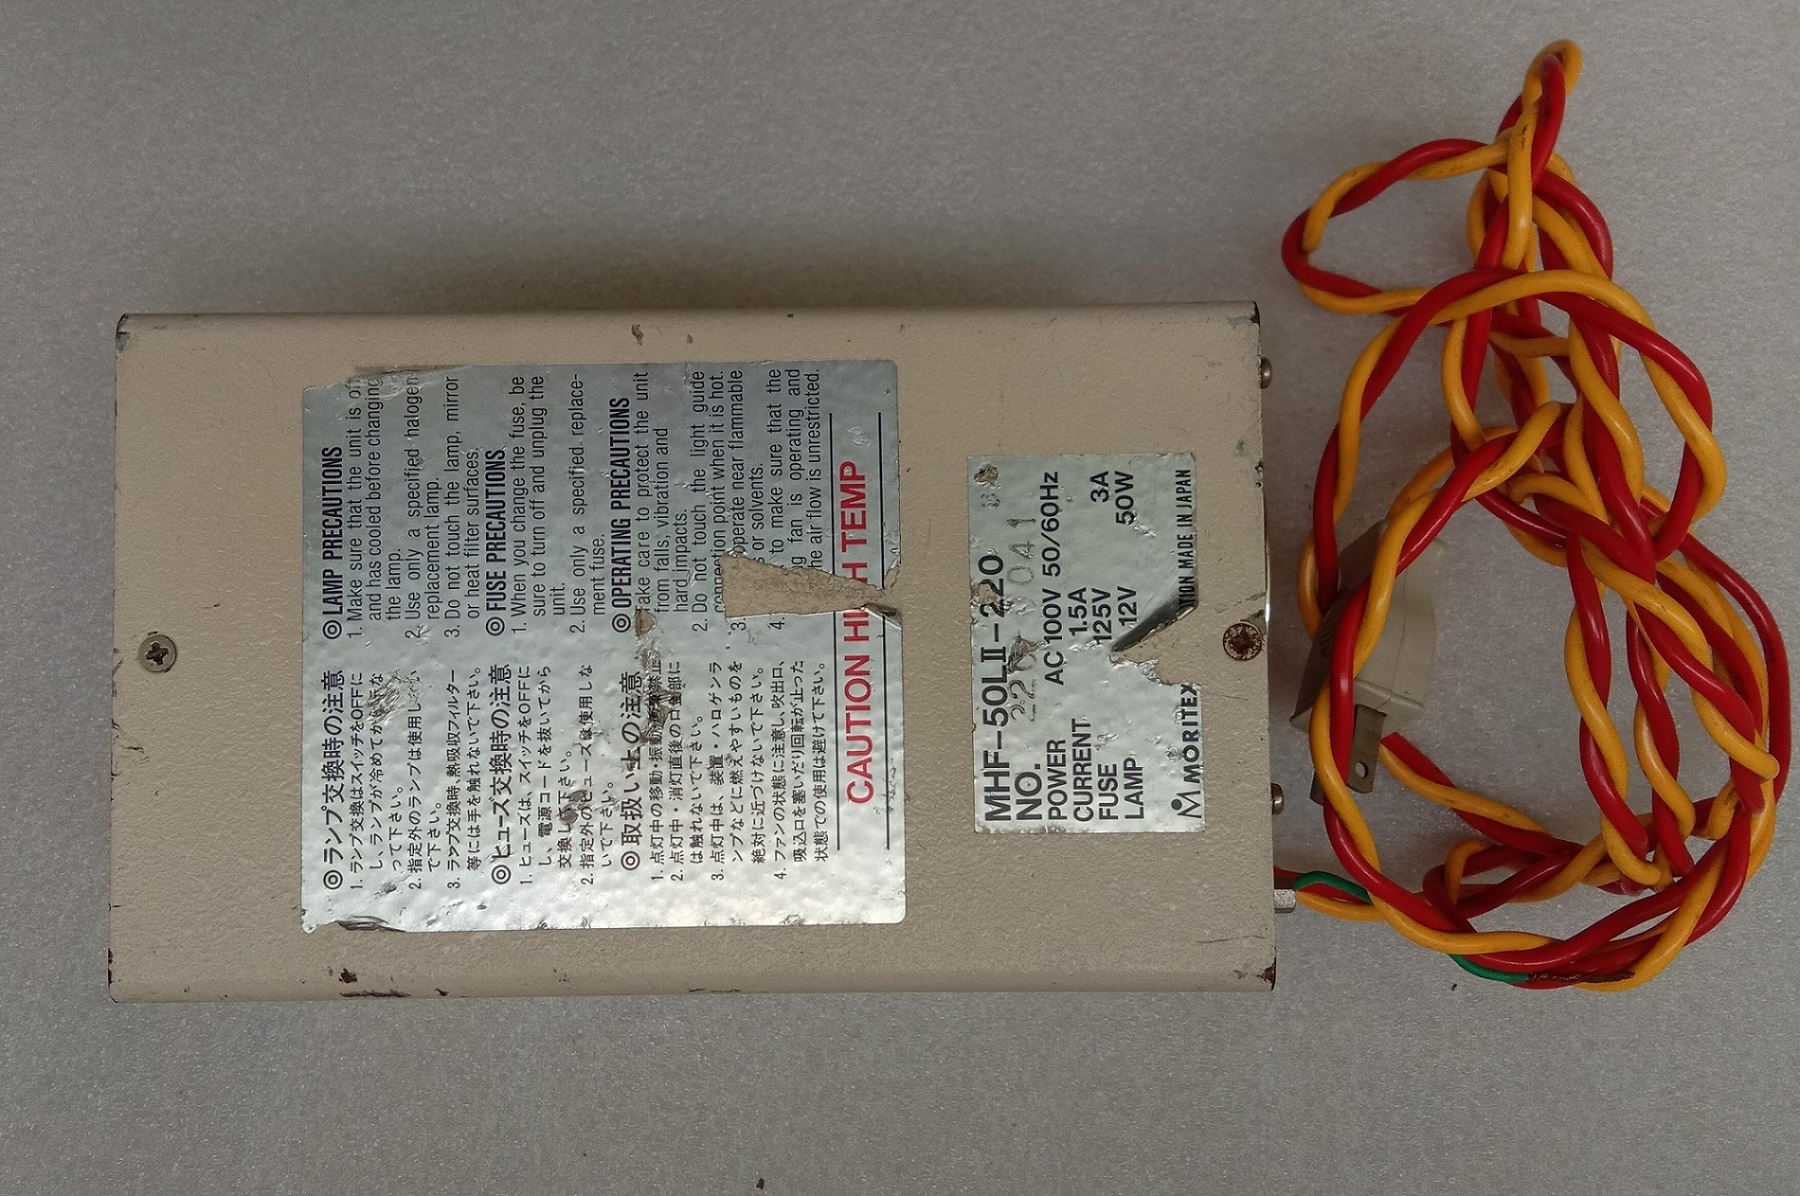 ◎ランプ交換時の注意
1. ランプ交換はスイッチをOFFに
し、ランプが冷めてから行な
って下さい。
2. 指定外のランプは使用しない
で下さい。
3. ランプ交換時、熱吸収フィルター
等には手を触れないで下さい。
◎ヒューズ交換時の注意
1. ヒューズは、スイッチをOFFに
し、電源コードを抜いてから
交換して下さい。
2. 指定外のヒューズは使用しな
いで下さい。
◎取扱い上の注意
1. 点灯中の移動・振動
2. 点灯中・消灯直後の口金部に
は触れないで下さい。
3. 点灯中は、装置・ハロゲンラ
ンプなどに燃えやすいものを
絶対に近づけないで下さい。
4. ファンの状態に注意し、吹出口、
吸込口を塞いだり回転が止った
状態での使用は避けて下さい。
◎LAMP PRECAUTIONS
1. Make sure that the unit is off
and has cooled before changing
the lamp.
2. Use only a specified halogen
replacement lamp.
3. Do not touch the lamp, mirror
or heat filter surfaces.
◎FUSE PRECAUTIONS
1. When you change the fuse, be
sure to turn off and unplug the
unit.
2. Use only a specified replace-
ment fuse.
◎OPERATING PRECAUTIONS
take care to protect the unit
from falls, vibration and
hard impacts.
2. Do not touch the light guide
connection point when it is hot.
3. operate near flammable
or solvents.
4. to make sure that the
fan is operating and
the air flow is unrestricted.
CAUTION HIGH TEMP
MHF-50LII-220
NO. 041
POWER AC100V 50/60Hz
CURRENT 1.5A
FUSE 125V 3A
LAMP 12V 50W
MORITEX MADE IN JAPAN